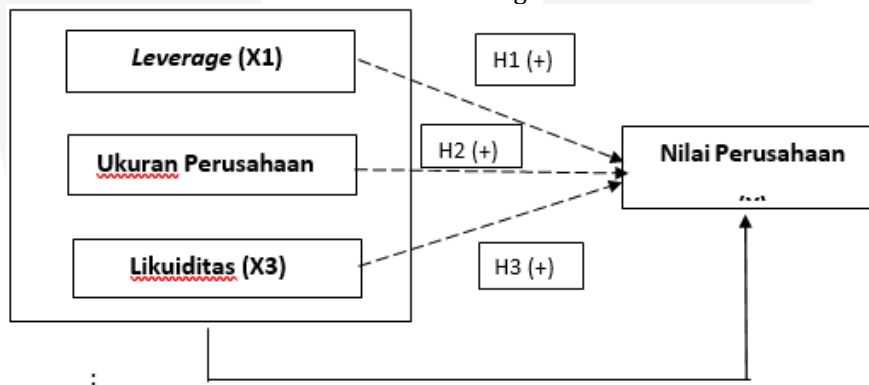 Leverage (X1)
H1 (+)
Ukuran Perusahaan
H2 (+)
Nilai Perusahaan
Likuiditas (X3)
H3 (+)
: